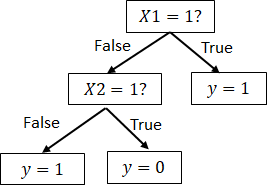 X1 = 1?
False True
X2 = 1? y = 1
False True
y = 1 y = 0